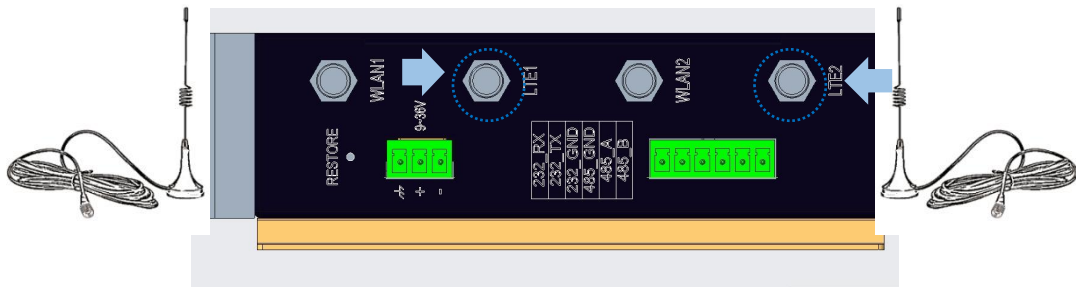 WLAN1
LTE1
WLAN2
LTE2
9~36V
RESTORE
+
-
232_RX
232_TX
232_GND
485_GND
485_A
485_B